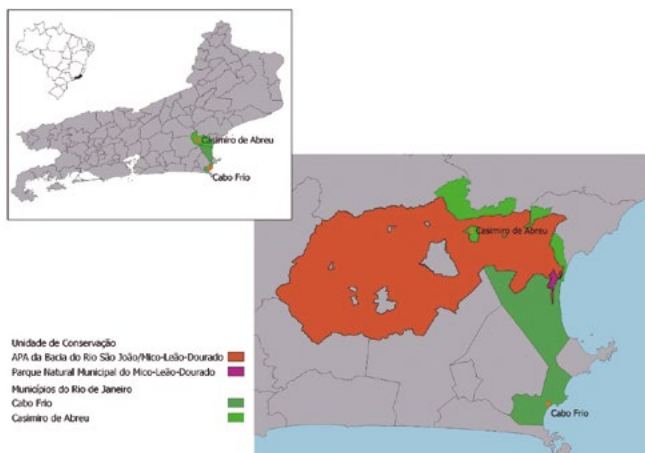 Casimiro de Abreu
Cabo Frio
Casimiro de Abreu
Cabo Frio
Unidade de Conservação
APA da Bacia do Rio São João/Mico-Leão-Dourado
Parque Natural Municipal do Mico-Leão-Dourado
Municípios do Rio de Janeiro
Cabo Frio
Casimiro de Abreu